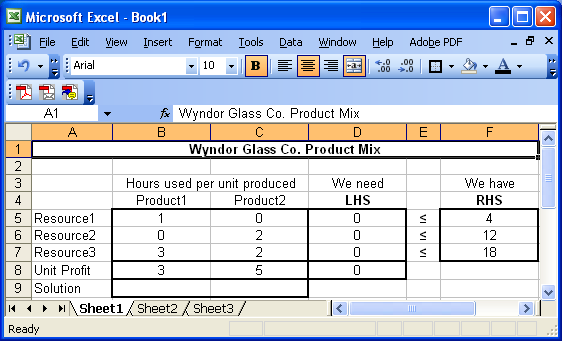 Microsoft Excel - Book1
File Edit View Insert Format Tools Data Window Help Adobe PDF
Arial 10 B
A1 fx Wyndor Glass Co. Product Mix
A B C D E F
1 Wyndor Glass Co. Product Mix
2
3 Hours used per unit produced We need We have
4 Product1 Product2 LHS RHS
5 Resource1 1 0 0 ≤ 4
6 Resource2 0 2 0 ≤ 12
7 Resource3 3 2 0 ≤ 18
8 Unit Profit 3 5 0
9 Solution
Sheet1 Sheet2 Sheet3
Ready